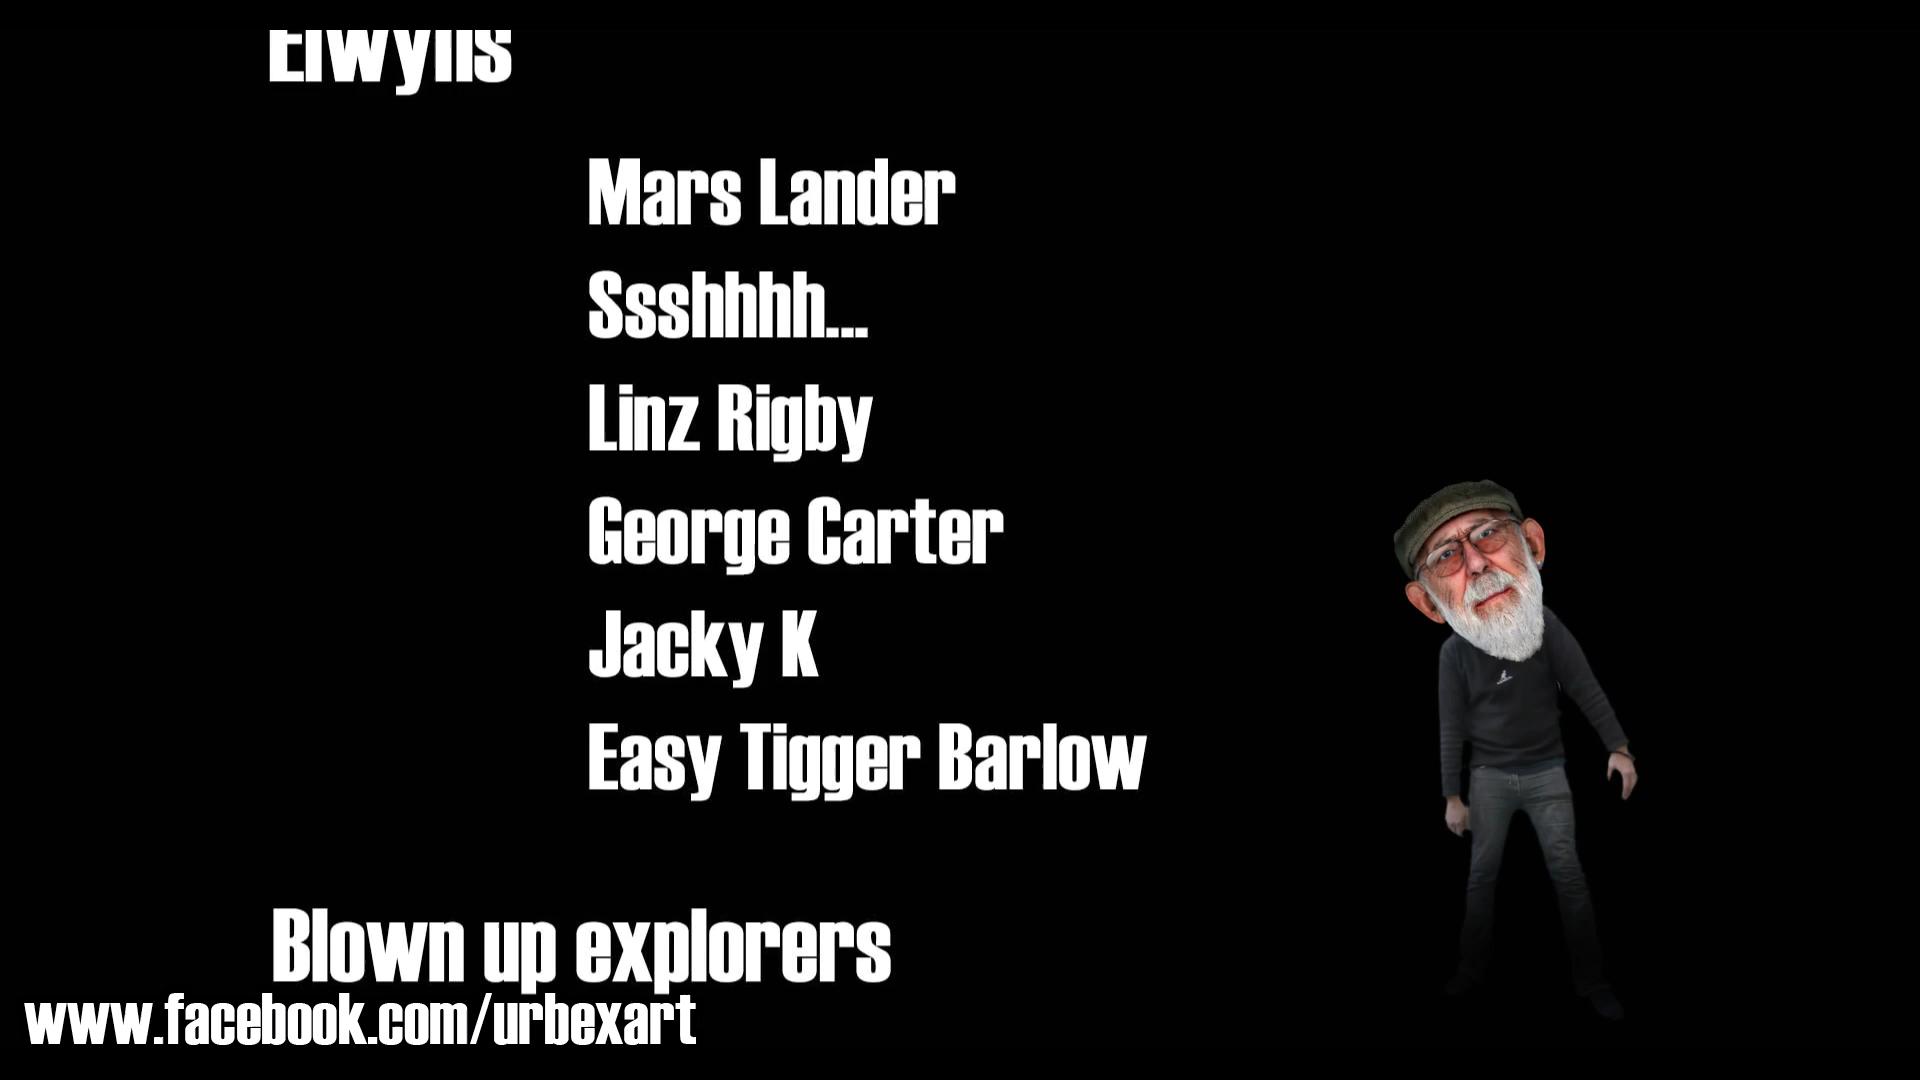 Mars Lander
Ssshhhh...
Linz Rigby
George Carter
Jacky K
Easy Tigger Barlow
Blown up explorers
www.facebook.com/urbexart